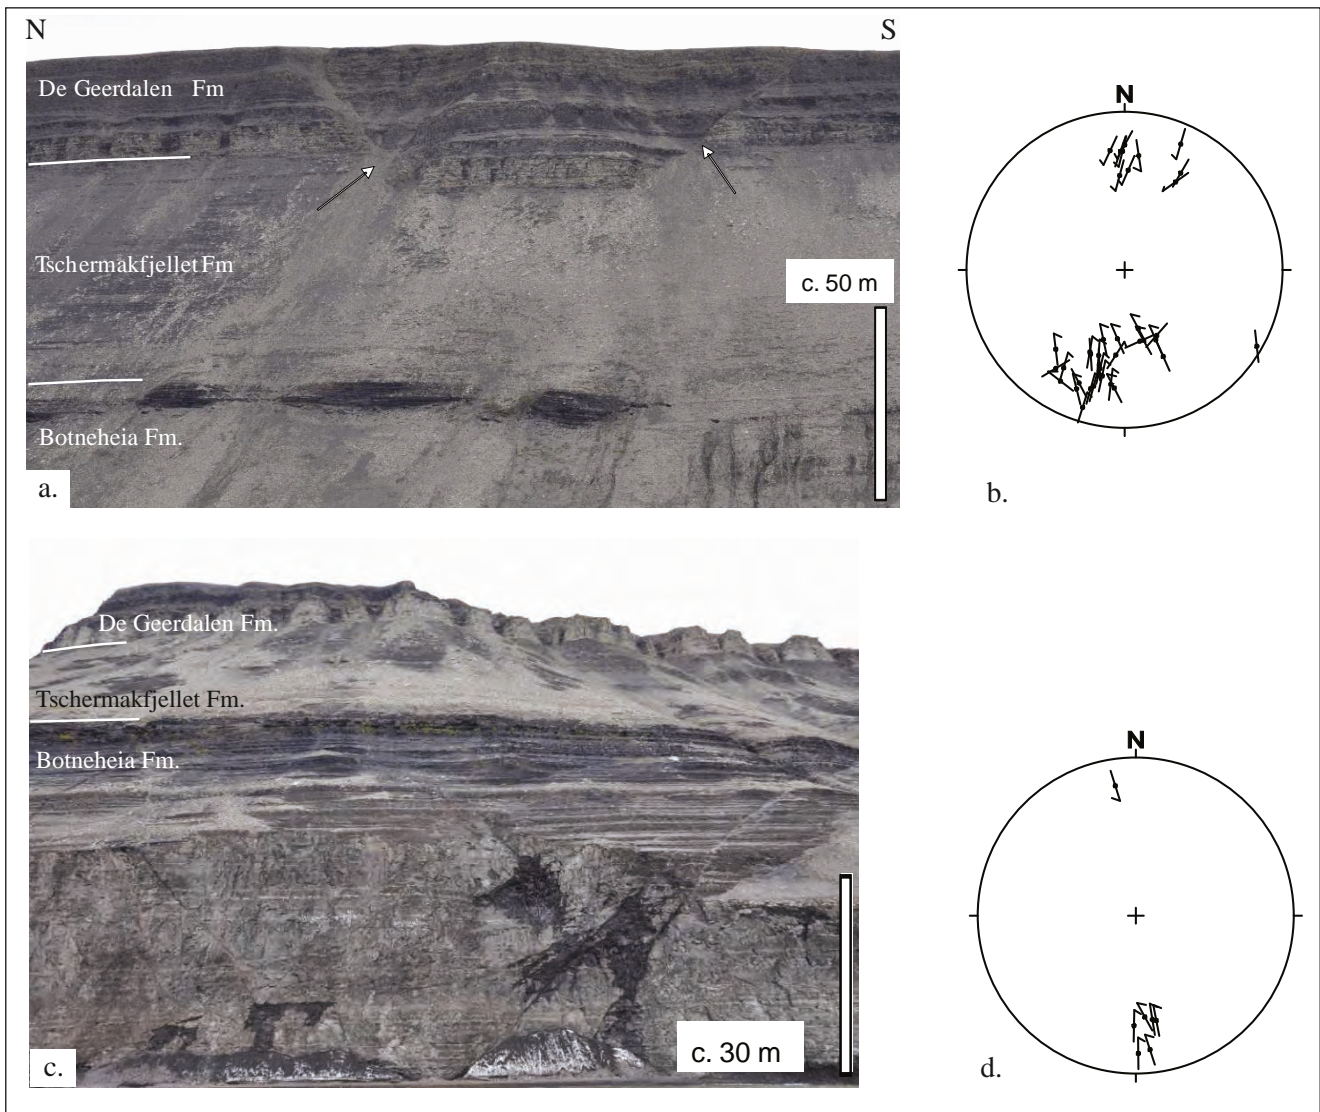 N
S
De Geerdalen Fm
Tschermakfjellet Fm
c. 50 m
Botneheia Fm.
a.
N
b.
De Geerdalen Fm.
Tschermakfjellet Fm.
Botneheia Fm.
c. 30 m
c.
N
d.